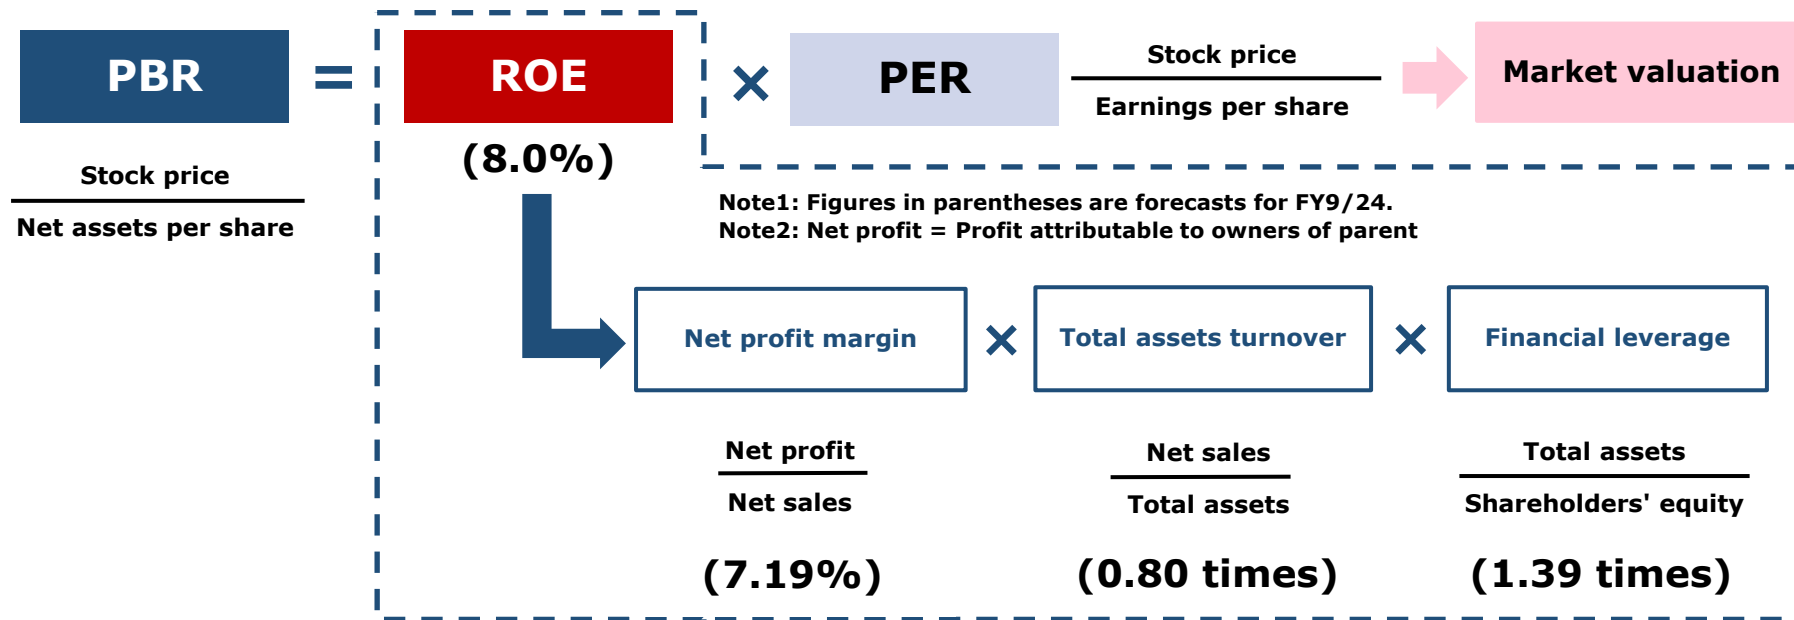 PBR = ROE × PER
Stock price
Earnings per share
Market valuation
(8.0%)
Stock price
Net assets per share
Note1: Figures in parentheses are forecasts for FY9/24.
Note2: Net profit = Profit attributable to owners of parent
Net profit margin × Total assets turnover × Financial leverage
Net profit
Net sales
Net sales
Total assets
Total assets
Shareholders' equity
(7.19%) (0.80 times) (1.39 times)